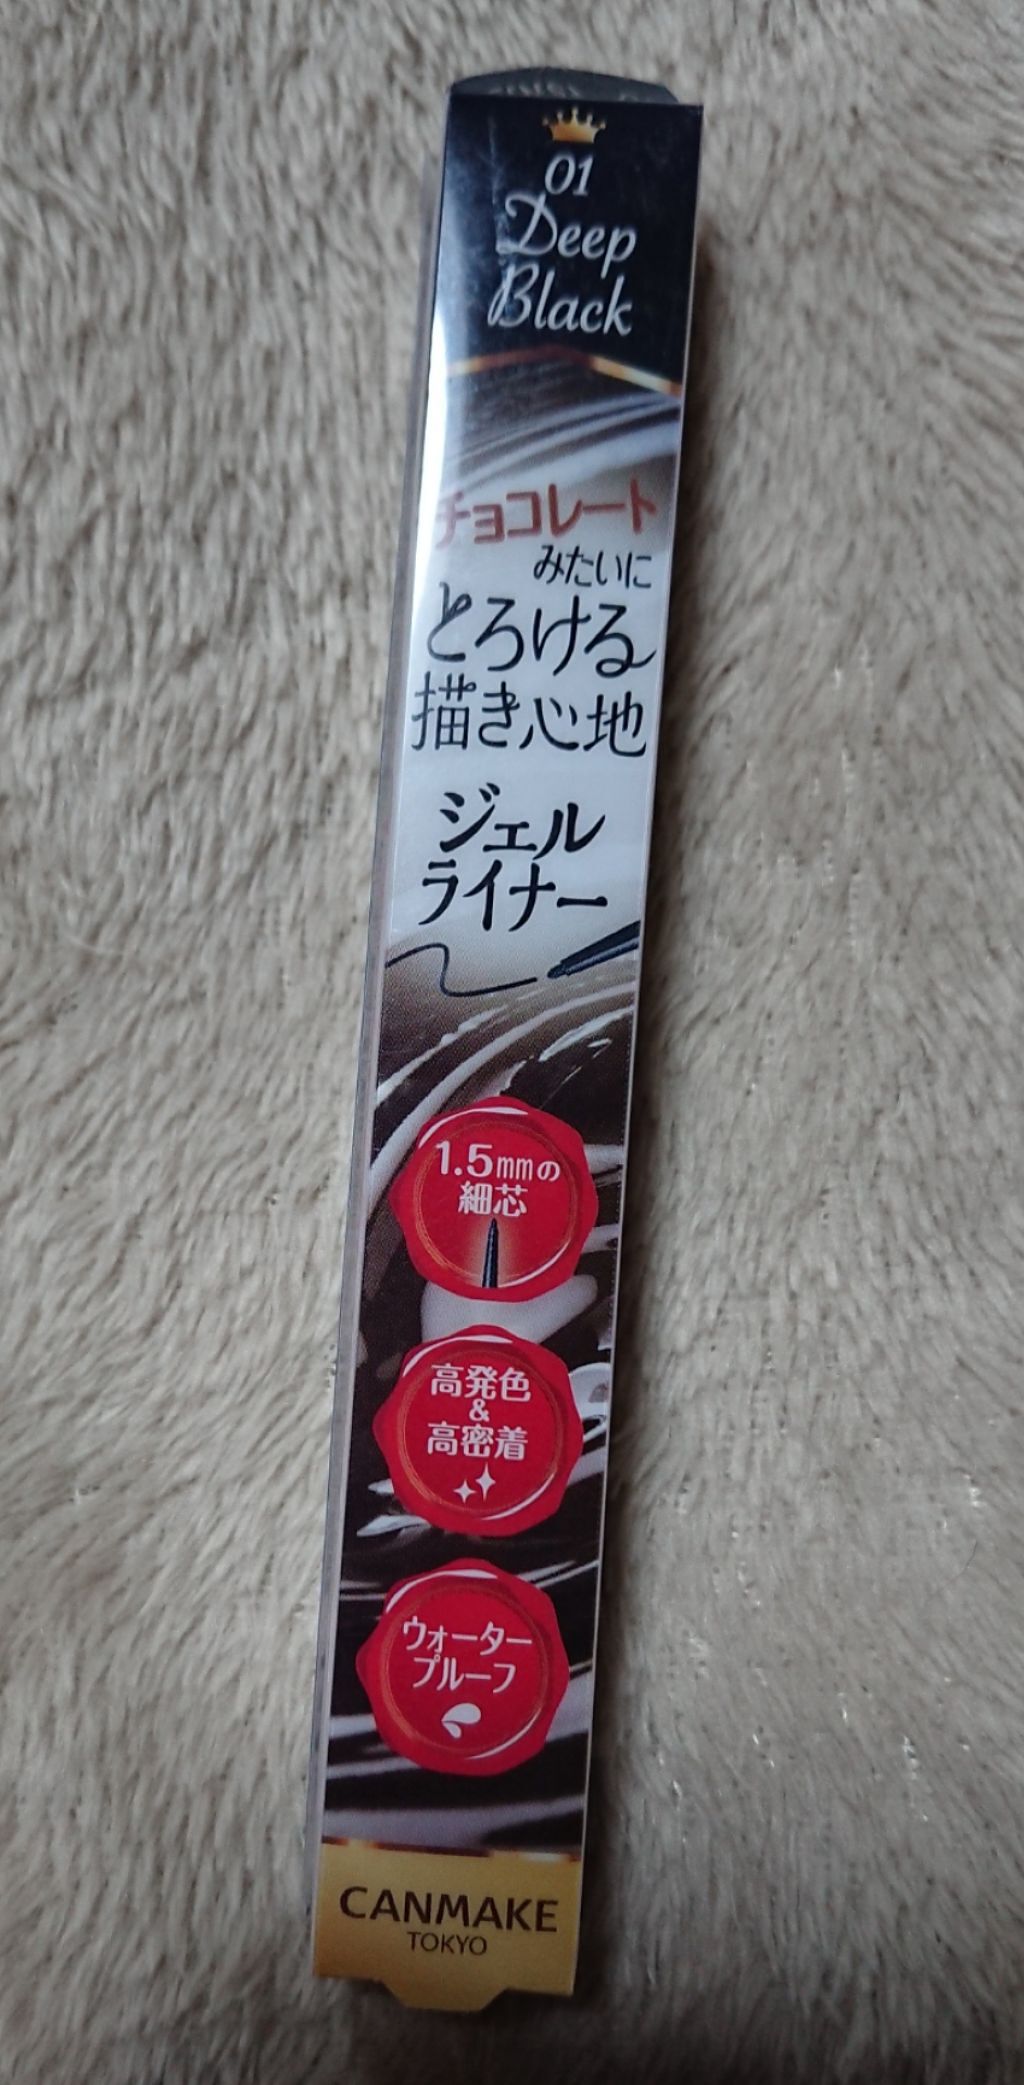 01
Deep
Black
チョコレート
みたいに
とろける
描き心地
ジェル
ライナー
1.5mmの
細芯
高発色
&
高密着
ウォーター
プルーフ
CANMAKE
TOKYO